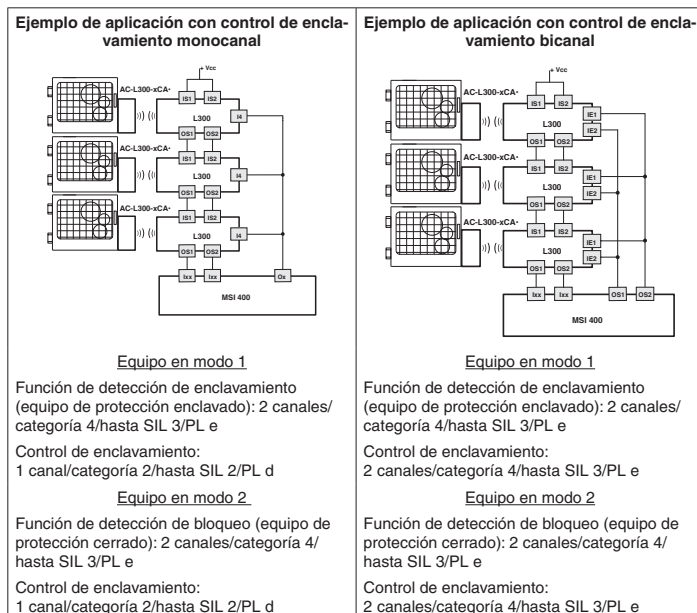 Ejemplo de aplicación con control de encla-
vamiento monocanal
+ Vcc
AC-L300-xCA-
IS1 IS2
L300
I4
OS1 OS2
AC-L300-xCA-
IS1 IS2
L300
I4
OS1 OS2
AC-L300-xCA-
IS1 IS2
L300
I4
OS1 OS2
Ixx Ixx Ox
MSI 400
Equipo en modo 1
Función de detección de enclavamiento
(equipo de protección enclavado): 2 canales/
categoría 4/hasta SIL 3/PL e
Control de enclavamiento:
1 canal/categoría 2/hasta SIL 2/PL d
Equipo en modo 2
Función de detección de bloqueo (equipo de
protección cerrado): 2 canales/categoría 4/
hasta SIL 3/PL e
Control de enclavamiento:
1 canal/categoría 2/hasta SIL 2/PL d
Ejemplo de aplicación con control de encla-
vamiento bicanal
+ Vcc
AC-L300-xCA-
IS1 IS2
IE1
L300
IE2
OS1 OS2
AC-L300-xCA-
IS1 IS2
IE1
L300
IE2
OS1 OS2
AC-L300-xCA-
IS1 IS2
IE1
L300
IE2
OS1 OS2
Ixx Ixx OS1 OS2
MSI 400
Equipo en modo 1
Función de detección de enclavamiento
(equipo de protección enclavado): 2 canales/
categoría 4/hasta SIL 3/PL e
Control de enclavamiento:
2 canales/categoría 4/hasta SIL 3/PL e
Equipo en modo 2
Función de detección de bloqueo (equipo de
protección cerrado): 2 canales/categoría 4/
hasta SIL 3/PL e
Control de enclavamiento:
2 canales/categoría 4/hasta SIL 3/PL e